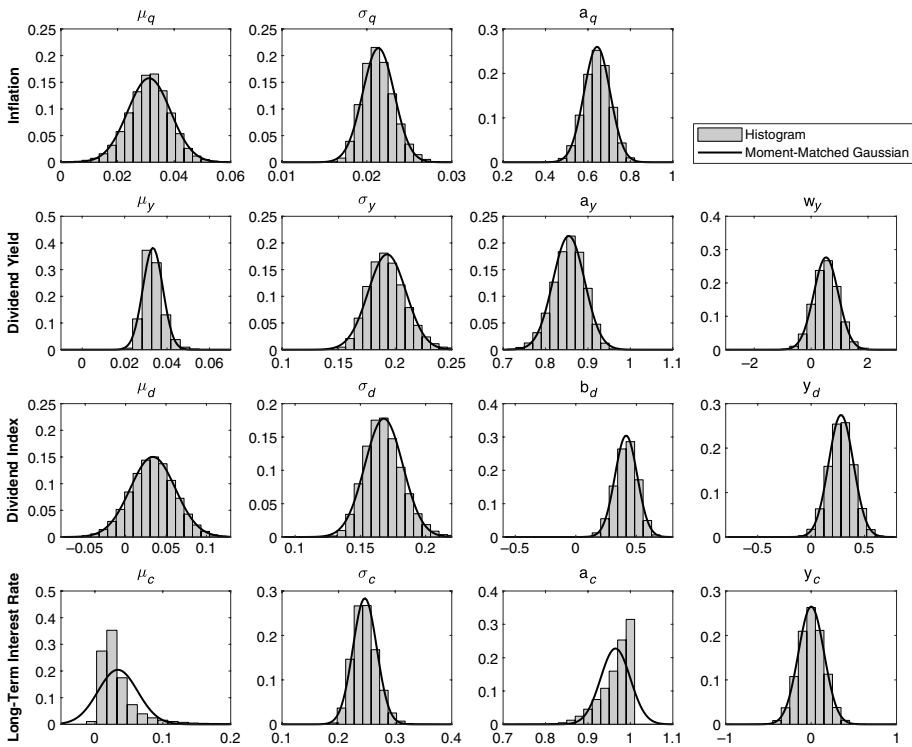 μq σq aq
0.25 0.25 0.3
0.2 0.2
0.15 0.15 0.2
0.1 0.1 0.1
0.05 0.05
0 0 0
0 0.02 0.04 0.06 0.01 0.02 0.03 0.2 0.4 0.6 0.8 1
Inflation
Histogram
Moment-Matched Gaussian
μy σy ay wy
0.5 0.25 0.25 0.4
0.4 0.2 0.2 0.3
0.3 0.15 0.15 0.2
0.2 0.1 0.1
0.1 0.05 0.05 0.1
0 0 0 0
0 0.02 0.04 0.06 0.1 0.15 0.2 0.25 0.7 0.8 0.9 1 1.1 −2 0 2
Dividend Yield
μd σd bd yd
0.25 0.2 0.4 0.3
0.2 0.15 0.3
0.15 0.1 0.2 0.2
0.1 0.1
0.05 0.05 0.1
0 0 0 0
−0.05 0 0.05 0.1 0.1 0.15 0.2 −0.5 0 0.5 −0.5 0 0.5
Dividend Index
μc σc ac yc
0.5 0.3 0.5 0.3
0.4 0.4
0.3 0.2 0.3 0.2
0.2 0.1 0.2 0.1
0.1 0.1
0 0 0 0
0 0.1 0.2 0.1 0.2 0.3 0.4 0.7 0.8 0.9 1 1.1 −1 0 1
Long-Term Interest Rate